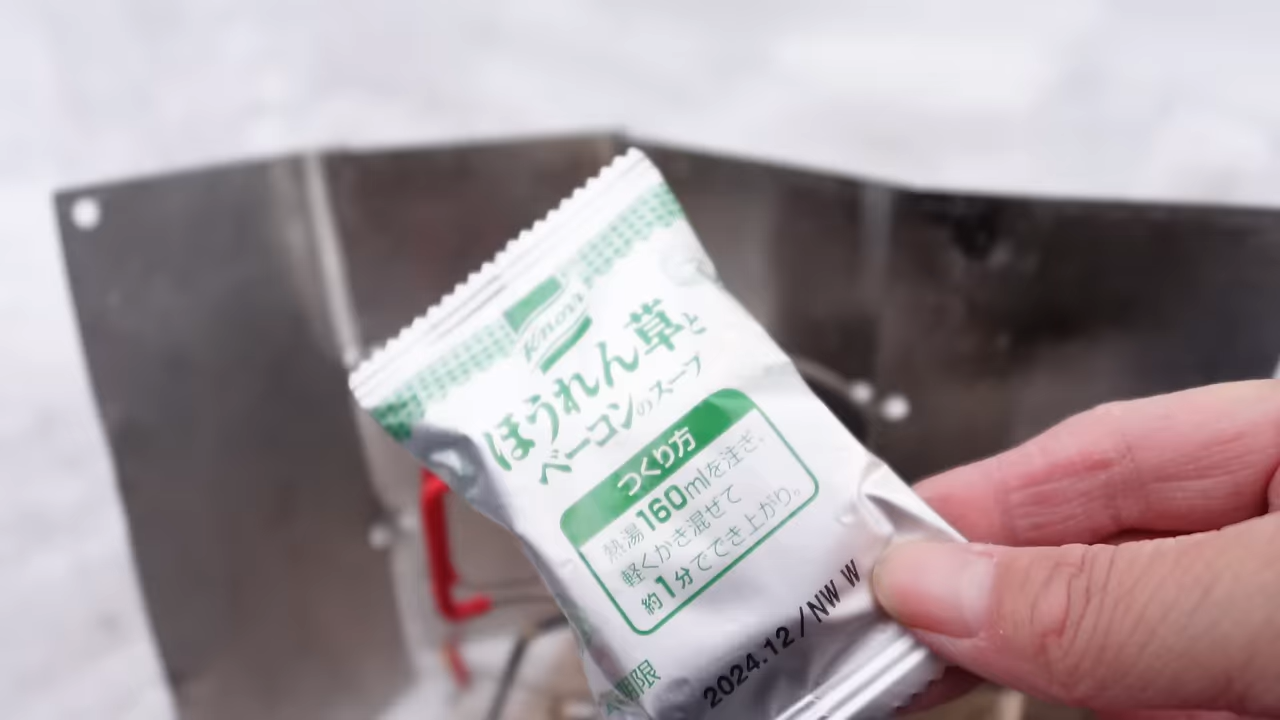 Knorr
ほうれん草と
ベーコンのスープ
つくり方
熱湯160mlを注ぎ、
軽くかき混ぜて
約1分ででき上がり。
2024.12/NW W
期限